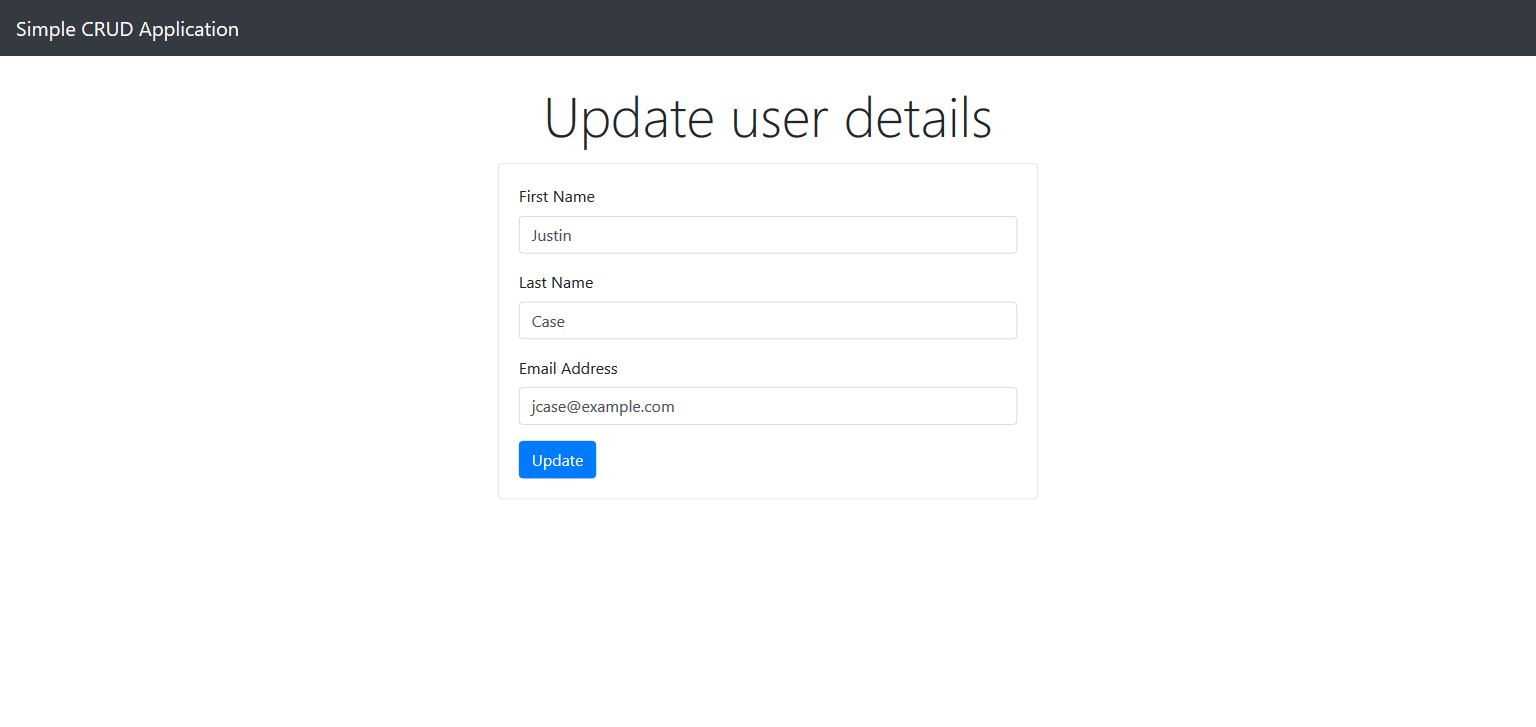 Simple CRUD Application
Update user details
First Name
Justin
Last Name
Case
Email Address
jcase@example.com
Update